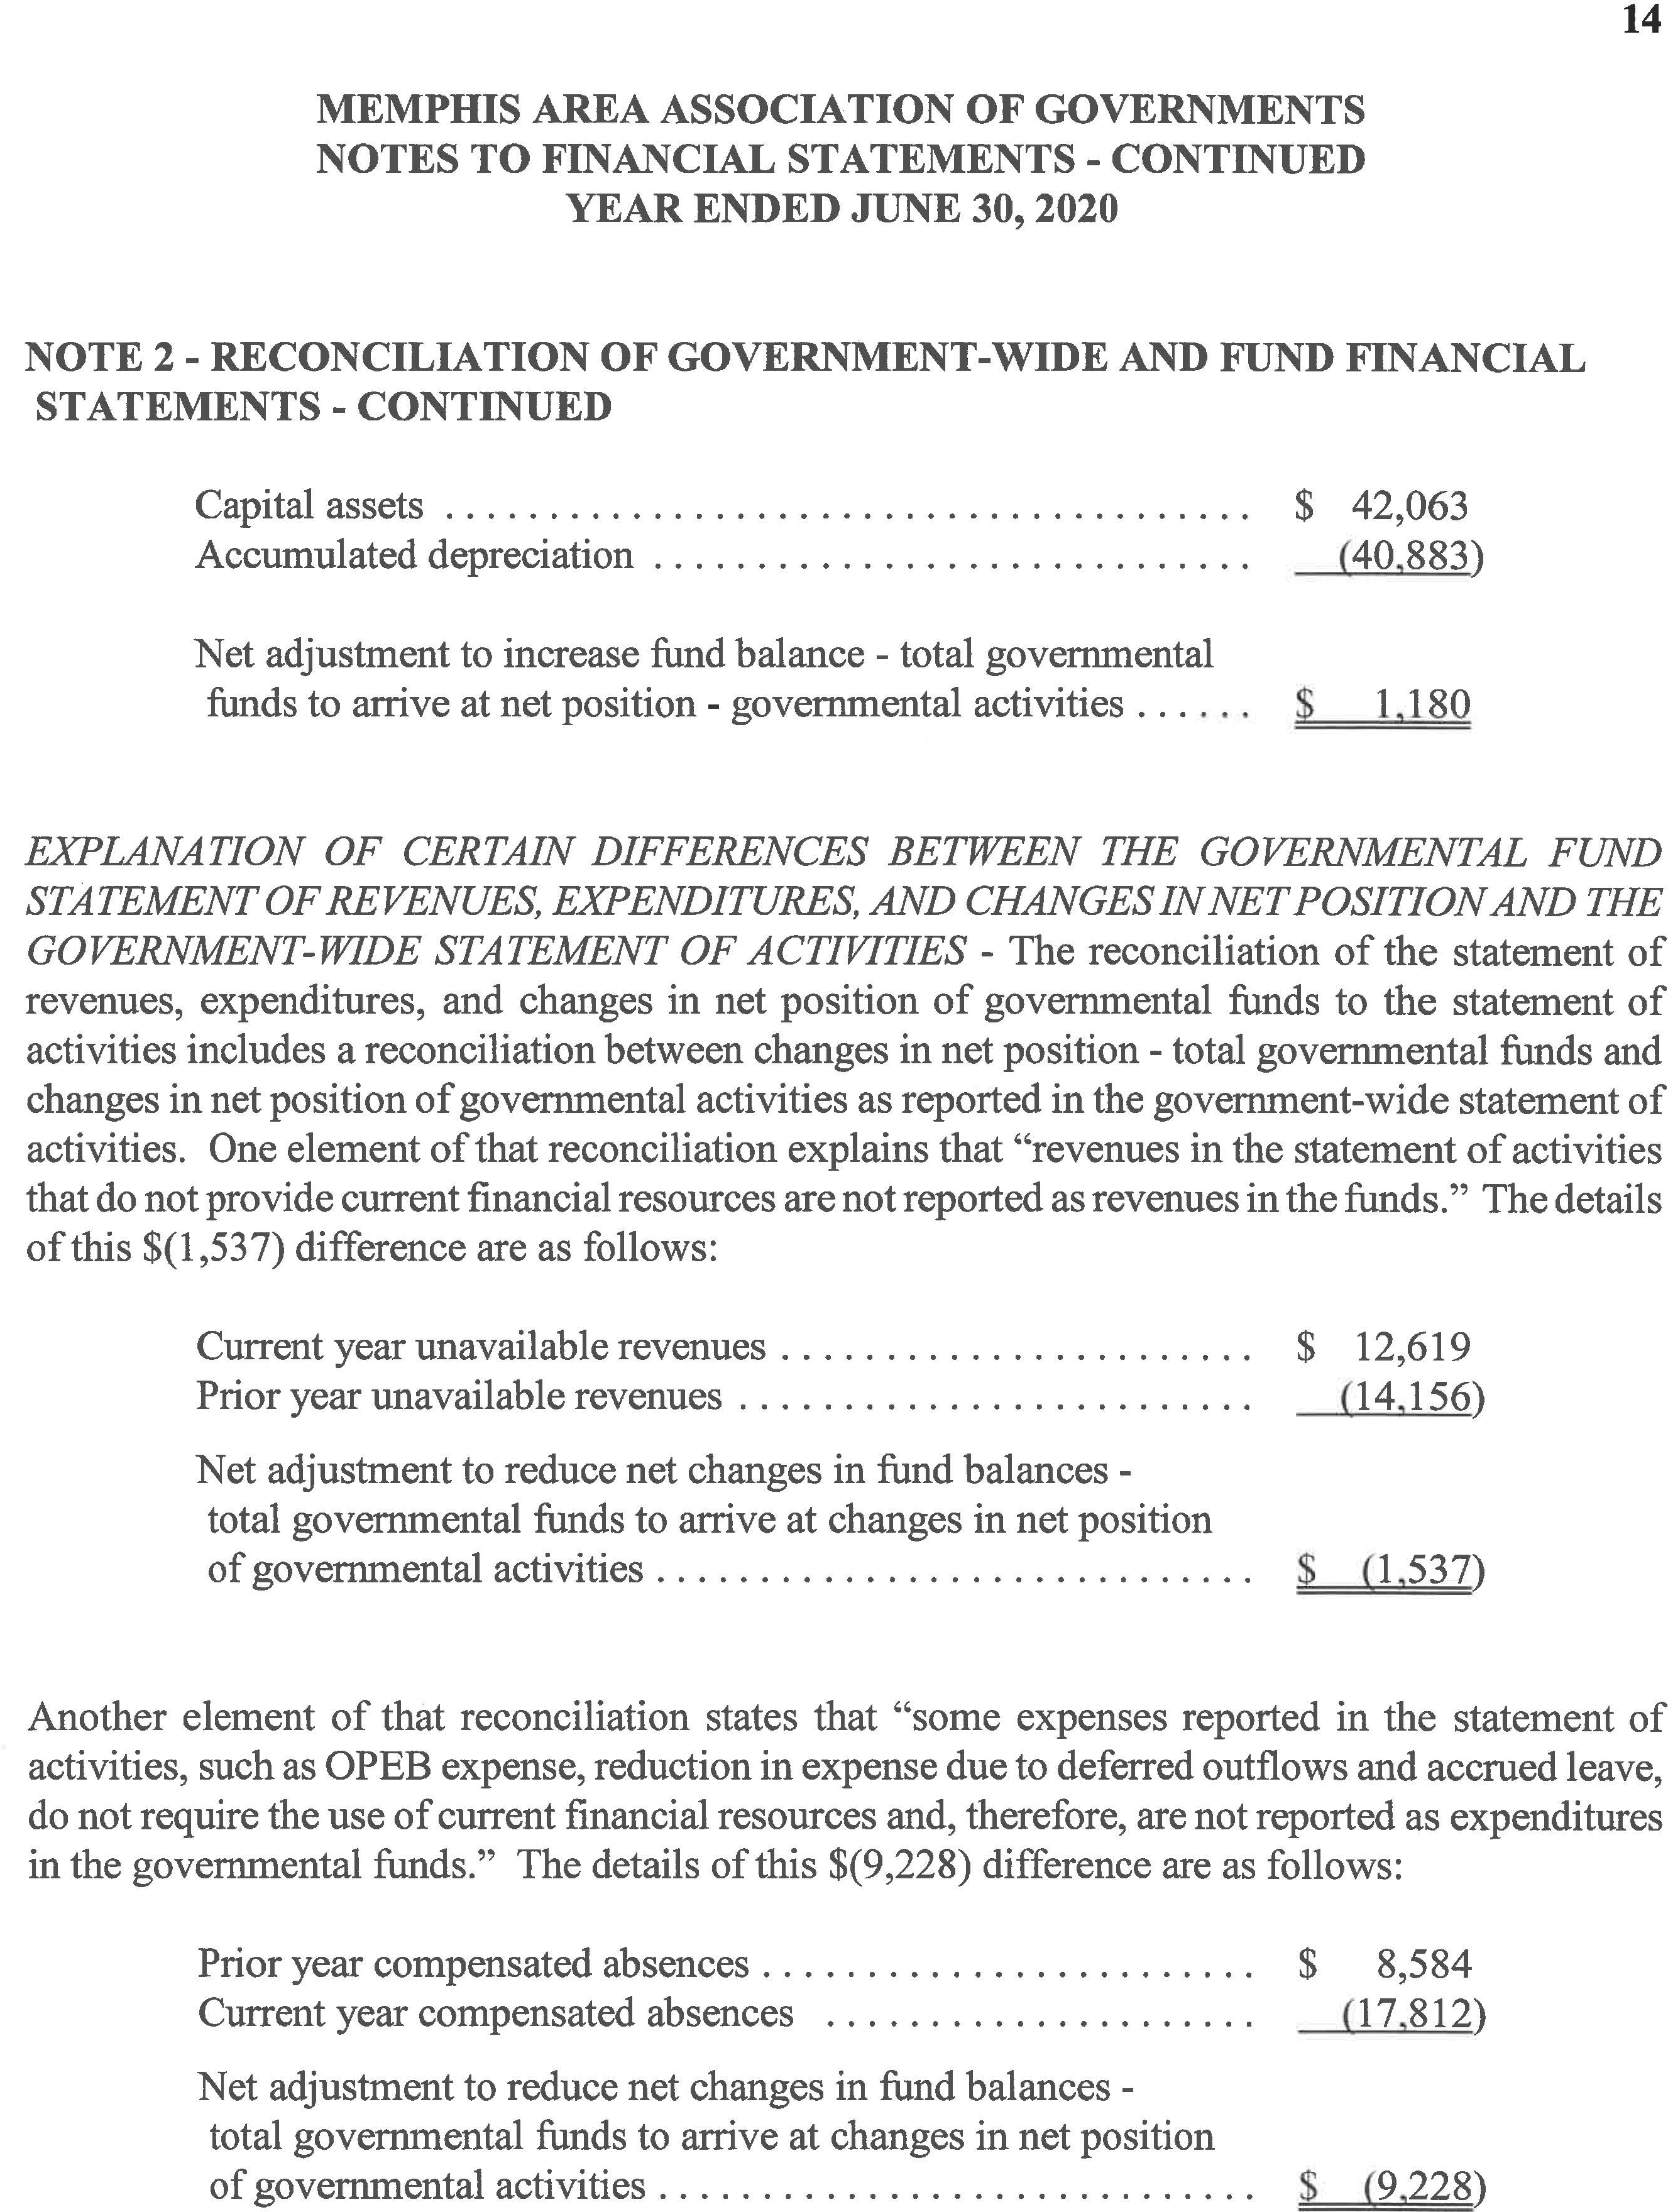 14
MEMPHIS AREA ASSOCIATION OF GOVERNMENTS
NOTES TO FINANCIAL STATEMENTS - CONTINUED
YEAR ENDED JUNE 30, 2020
NOTE 2 - RECONCILIATION OF GOVERNMENT-WIDE AND FUND FINANCIAL
STATEMENTS - CONTINUED
Capital assets ....................................... $ 42,063
Accumulated depreciation ............................. (40,883)
Net adjustment to increase fund balance - total governmental
funds to arrive at net position - governmental activities ...... $ 1,180
EXPLANATION OF CERTAIN DIFFERENCES BETWEEN THE GOVERNMENTAL FUND
STATEMENT OF REVENUES, EXPENDITURES, AND CHANGES IN NET POSITION AND THE
GOVERNMENT-WIDE STATEMENT OF ACTIVITIES - The reconciliation of the statement of
revenues, expenditures, and changes in net position of governmental funds to the statement of
activities includes a reconciliation between changes in net position - total governmental funds and
changes in net position of governmental activities as reported in the government-wide statement of
activities. One element of that reconciliation explains that “revenues in the statement of activities
that do not provide current financial resources are not reported as revenues in the funds.” The details
of this $(1,537) difference are as follows:
Current year unavailable revenues ....................... $ 12,619
Prior year unavailable revenues ......................... (14,156)
Net adjustment to reduce net changes in fund balances -
total governmental funds to arrive at changes in net position
of governmental activities ............................. $ (1,537)
Another element of that reconciliation states that “some expenses reported in the statement of
activities, such as OPEB expense, reduction in expense due to deferred outflows and accrued leave,
do not require the use of current financial resources and, therefore, are not reported as expenditures
in the governmental funds.” The details of this $(9,228) difference are as follows:
Prior year compensated absences ........................ $ 8,584
Current year compensated absences ..................... (17,812)
Net adjustment to reduce net changes in fund balances -
total governmental funds to arrive at changes in net position
of governmental activities ............................. $ (9,228)